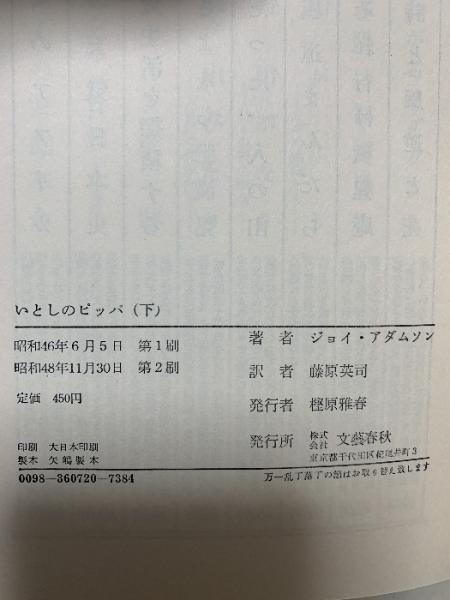 いとしのピッパ（下）
昭和46年6月5日　第1刷
昭和48年11月30日　第2刷
定価　450円
印刷　大日本印刷
製本　矢嶋製本
0098-360720-7384
著者　ジョイ・アダムソン
訳者　藤原英司
発行者　樫原雅春
発行所　株式会社　文藝春秋
東京都千代田区紀尾井町3
万一乱丁落丁の節はお取り替え致します